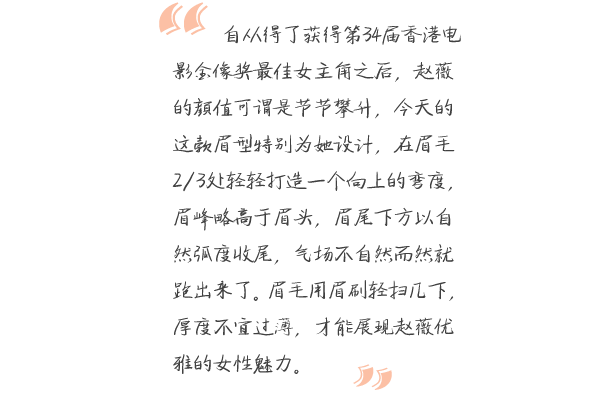 自从得了获得第34届香港电
影金像奖最佳女主角之后，赵薇
的颜值可谓是节节攀升，今天的
这款眉型特别为她设计，在眉毛
2/3处轻轻打造一个向上的弯度，
眉峰略高于眉头，眉尾下方以自
然弧度收尾，气场不自然而然就
跑出来了。眉毛用眉刷轻扫几下，
厚度不宜过薄，才能展现赵薇优
雅的女性魅力。